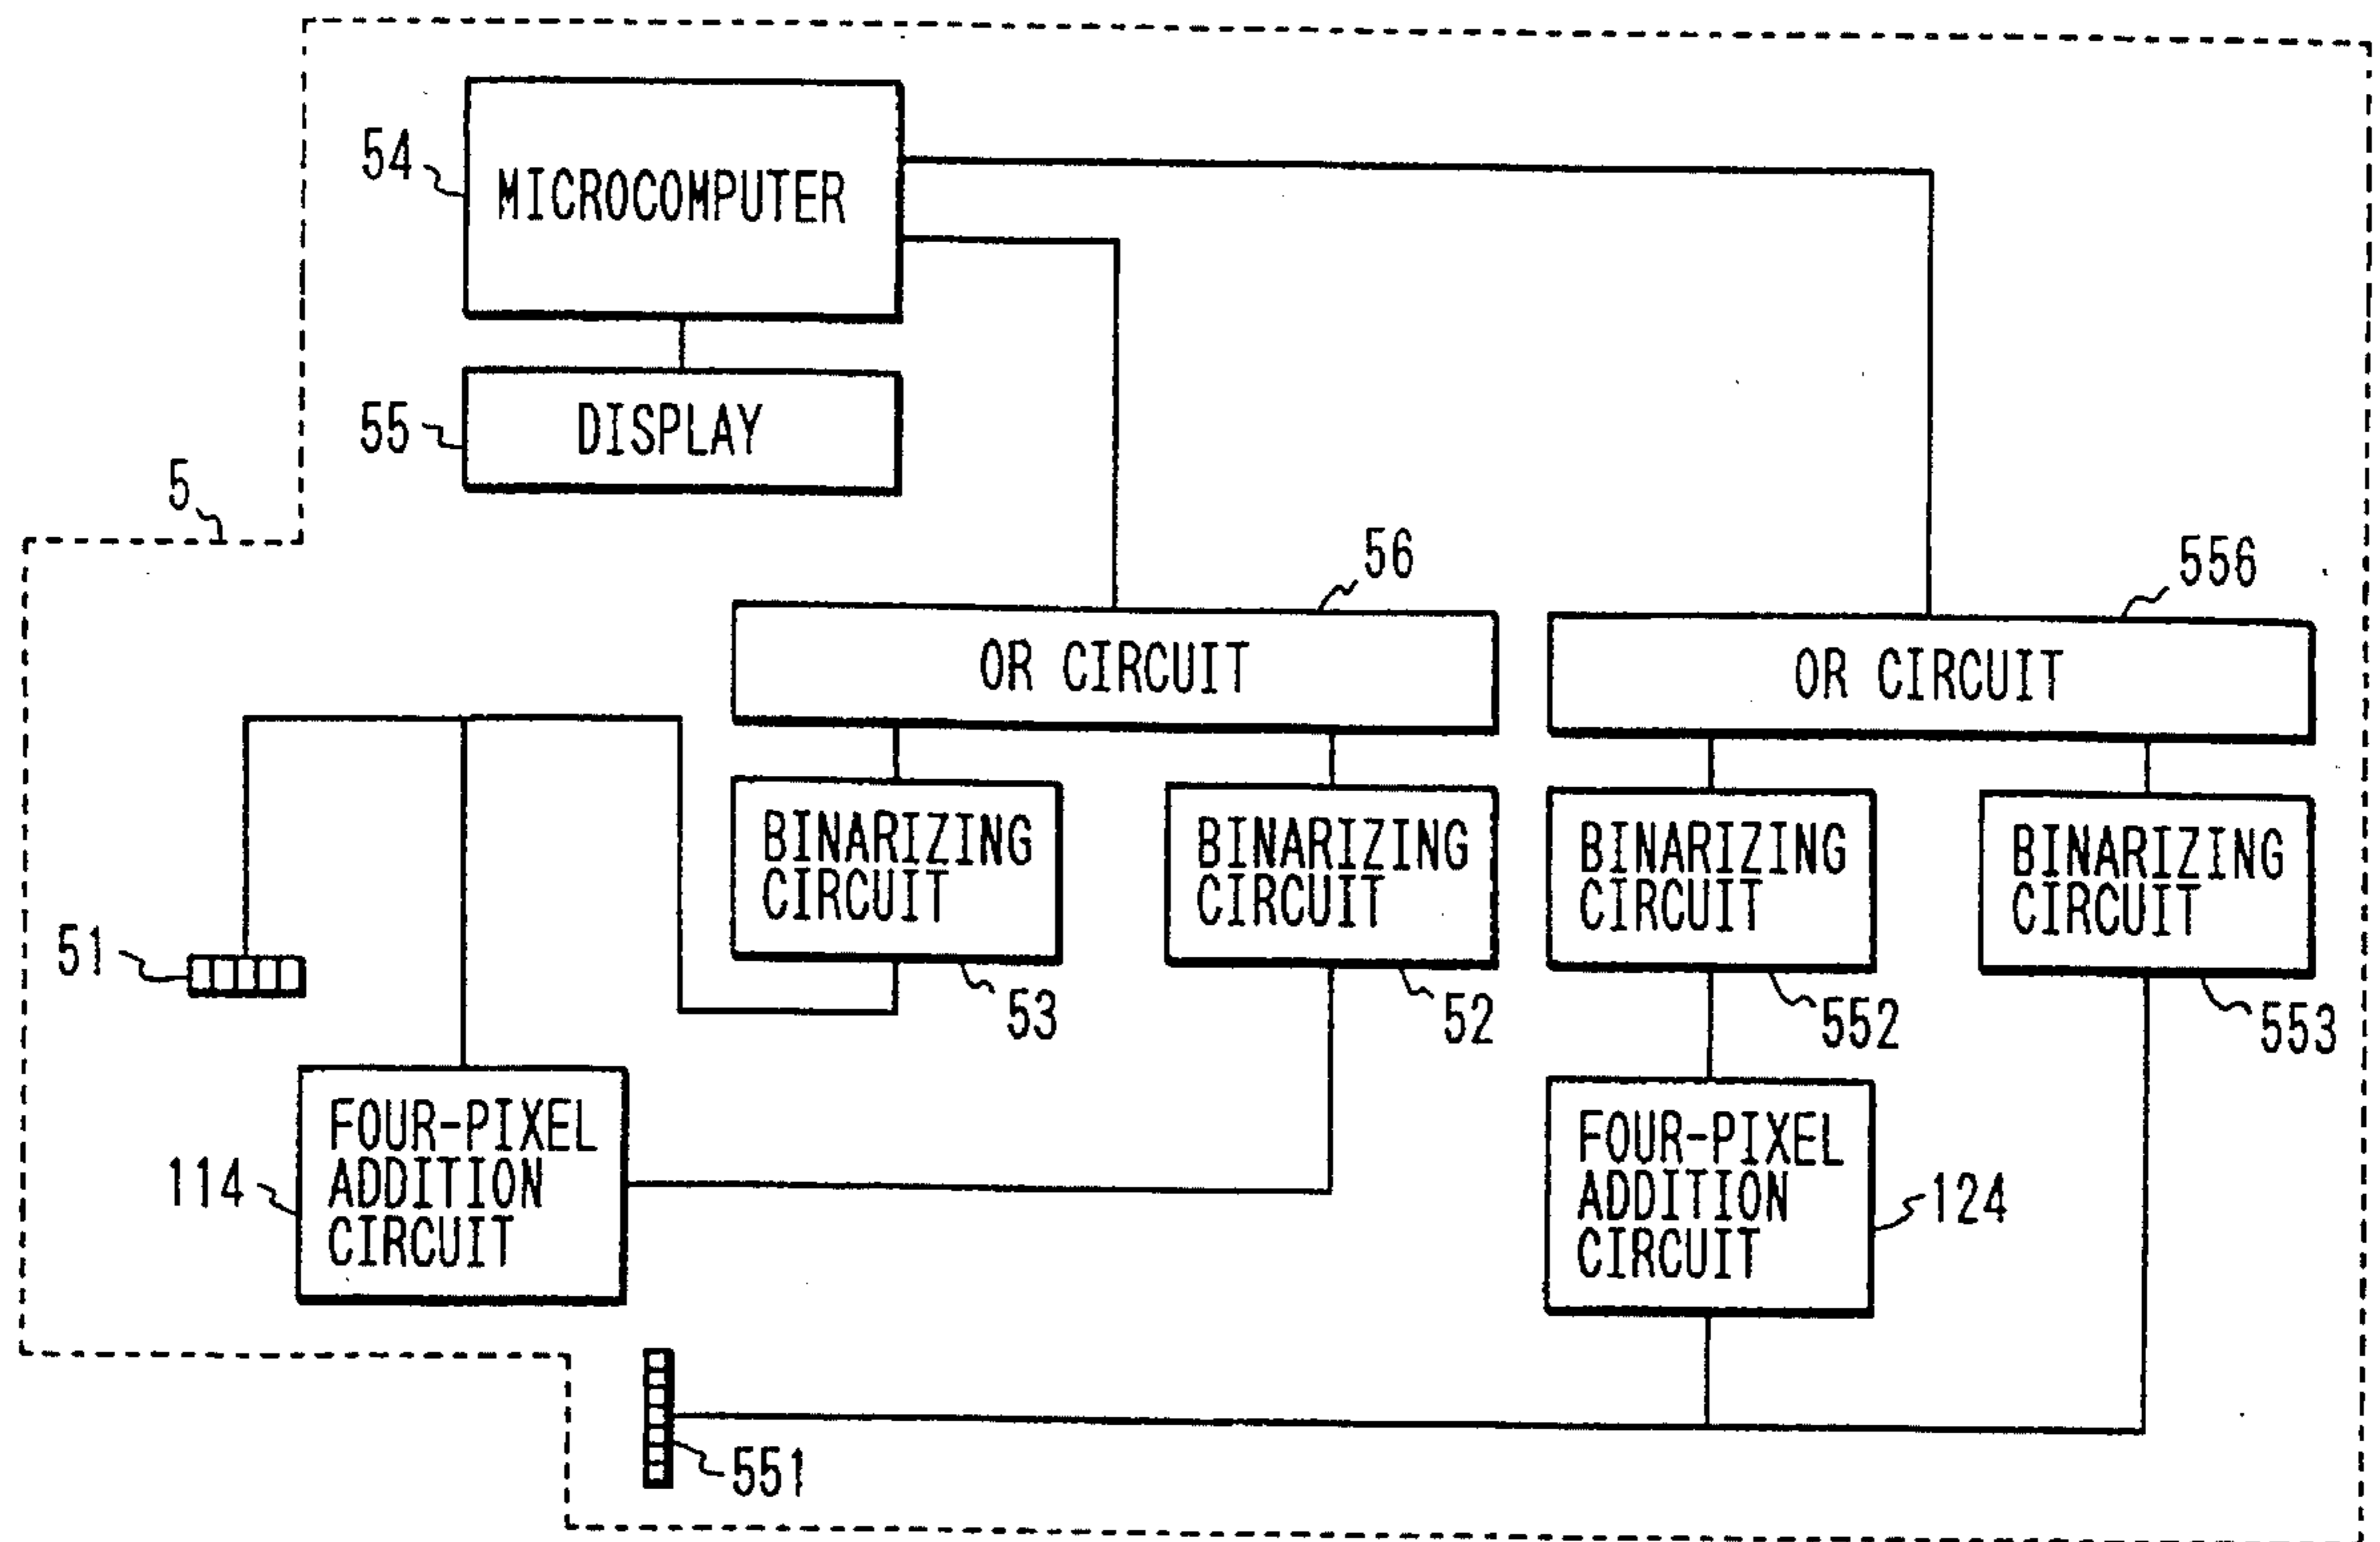 54
MICROCOMPUTER
55
DISPLAY
5
56
556
OR CIRCUIT
OR CIRCUIT
BINARIZING
CIRCUIT
BINARIZING
CIRCUIT
BINARIZING
CIRCUIT
BINARIZING
CIRCUIT
51
53
52
552
553
114
FOUR-PIXEL
ADDITION
CIRCUIT
FOUR-PIXEL
ADDITION
CIRCUIT
124
551